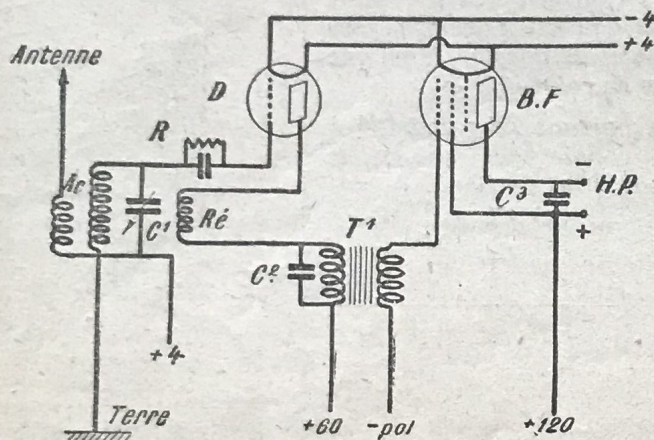 - 4
+ 4
Antenne
D
B.F
R
Ac
C1
Ré
T1
C3
-
H.P.
+
C2
+4
Terre
+60
-pol
+120